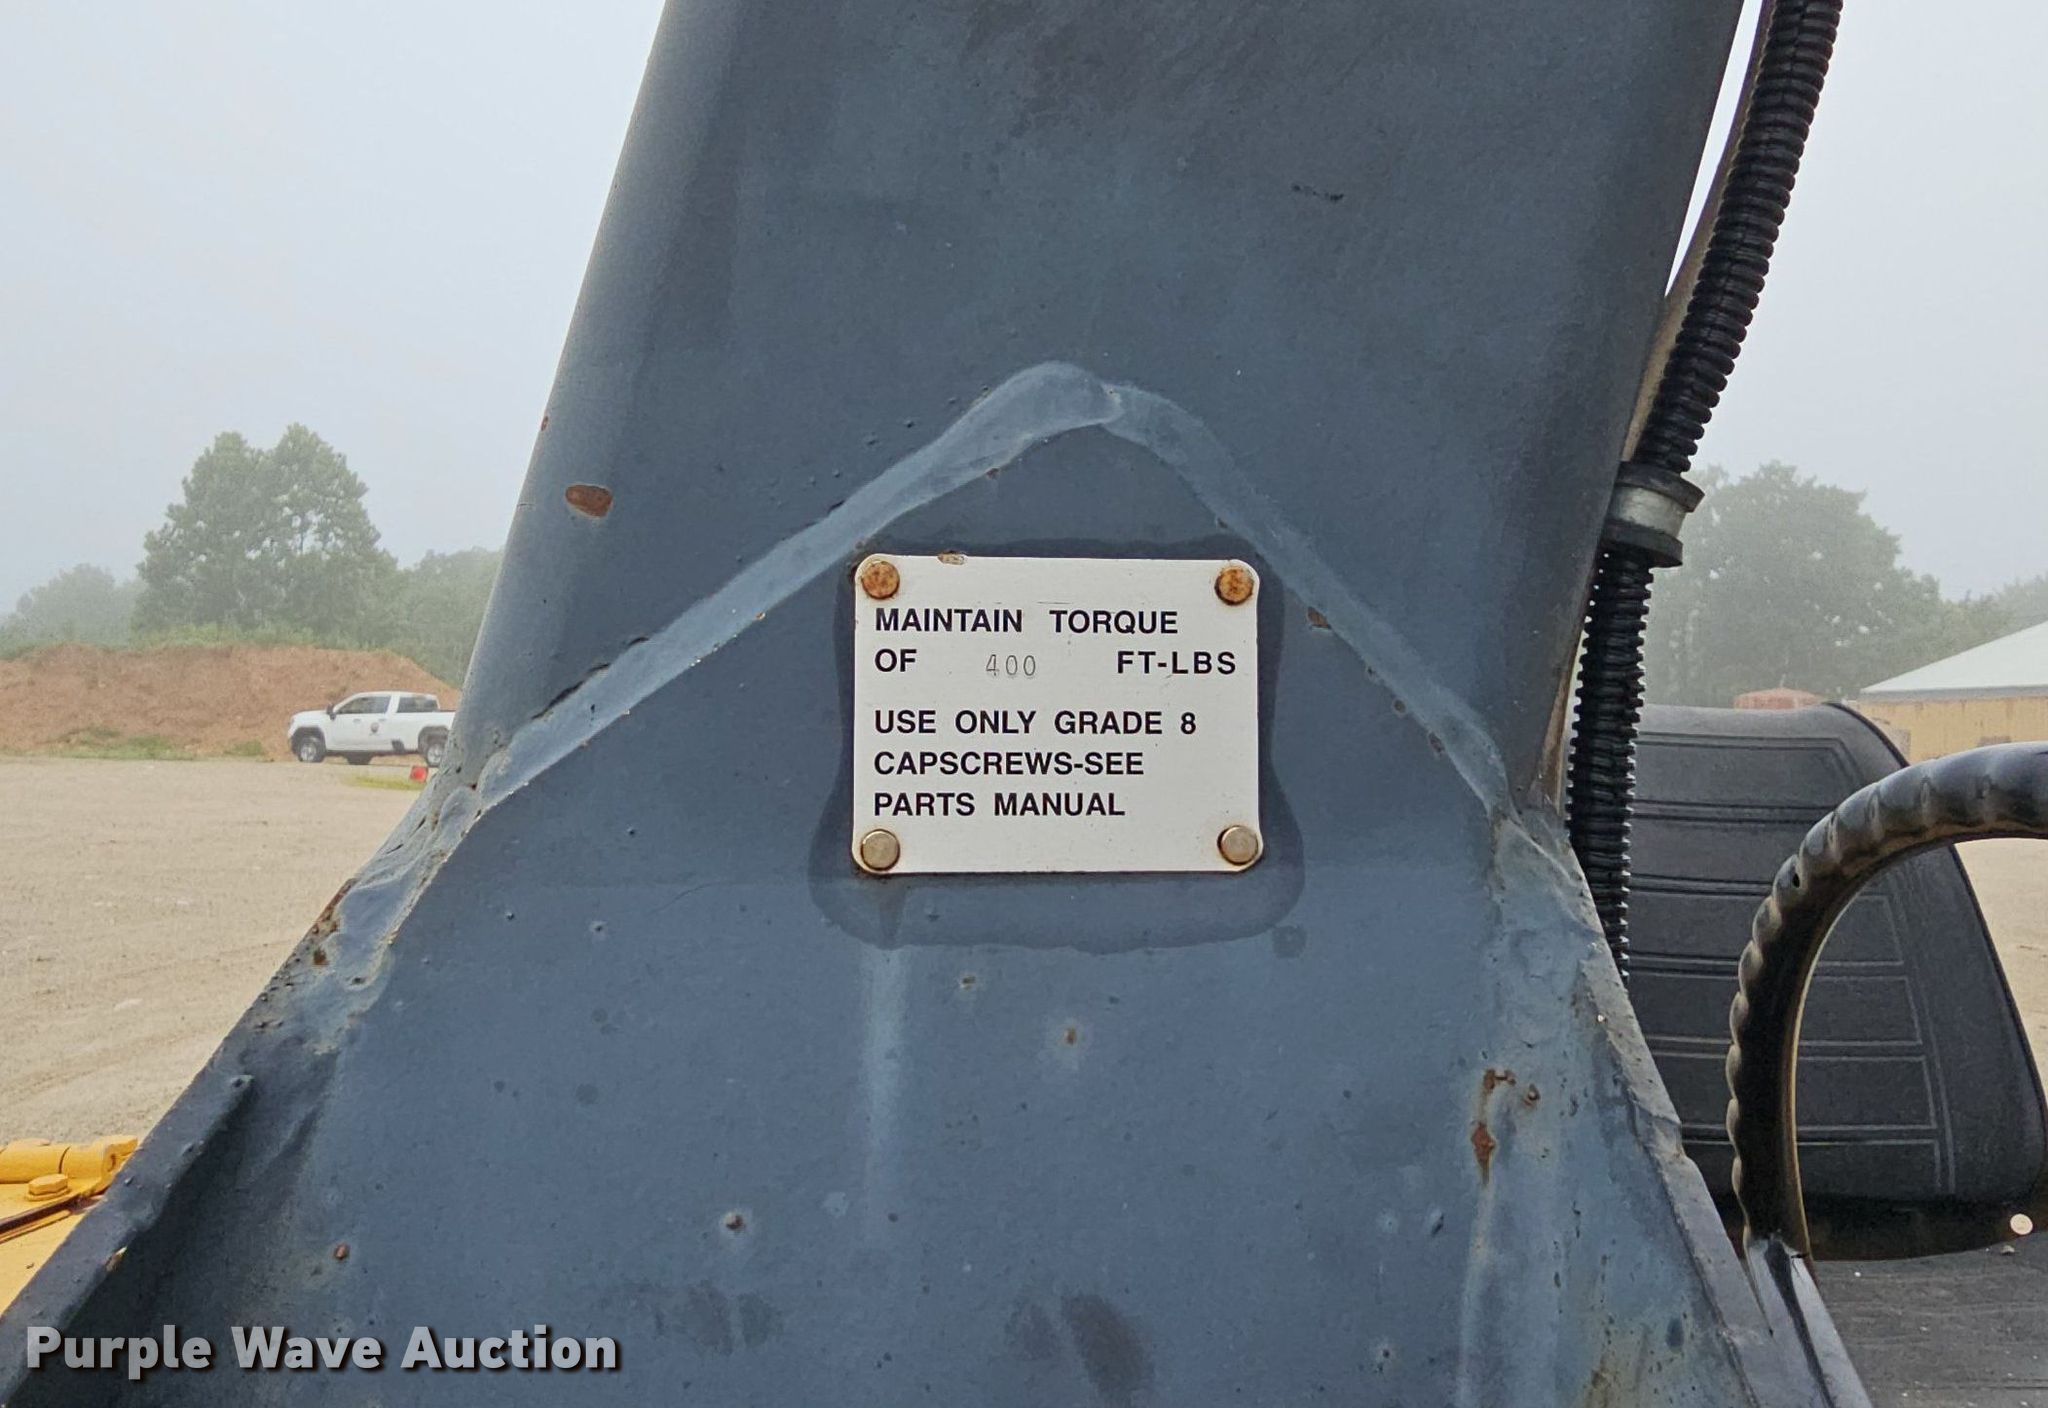 MAINTAIN TORQUE
OF 400 FT-LBS
USE ONLY GRADE 8
CAPSCREWS-SEE
PARTS MANUAL
Purple Wave Auction